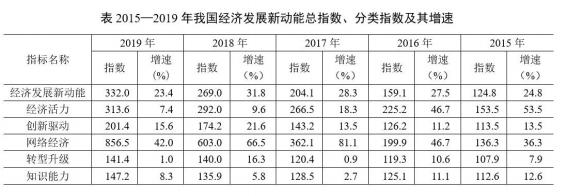 表 2015—2019 年我国经济发展新动能总指数、分类指数及其增速
指标名称 2019 年 2018 年 2017 年 2016 年 2015 年
指数 增速(%) 指数 增速(%) 指数 增速(%) 指数 增速(%) 指数 增速(%)
经济发展新动能 332.0 23.4 269.0 31.8 204.1 28.3 159.1 27.5 124.8 24.8
经济活力 313.6 7.4 292.0 9.6 266.5 18.3 225.2 46.7 153.5 53.5
创新驱动 201.4 15.6 174.2 21.6 143.2 13.5 126.2 11.2 113.5 13.5
网络经济 856.5 42.0 603.0 66.5 362.1 81.1 199.9 46.7 136.3 36.3
转型升级 141.4 1.0 140.0 16.3 120.4 0.9 119.3 10.6 107.9 7.9
知识能力 147.2 8.3 135.9 5.8 128.5 2.7 125.1 11.1 112.6 12.6